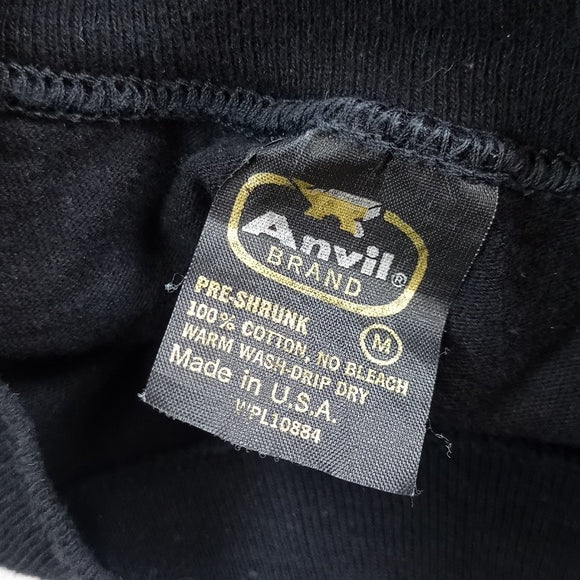 Anvil®
BRAND
PRE-SHRUNK
100% COTTON, NO BLEACH
WARM WASH-DRIP DRY
M
Made in U.S.A.
WPL10884